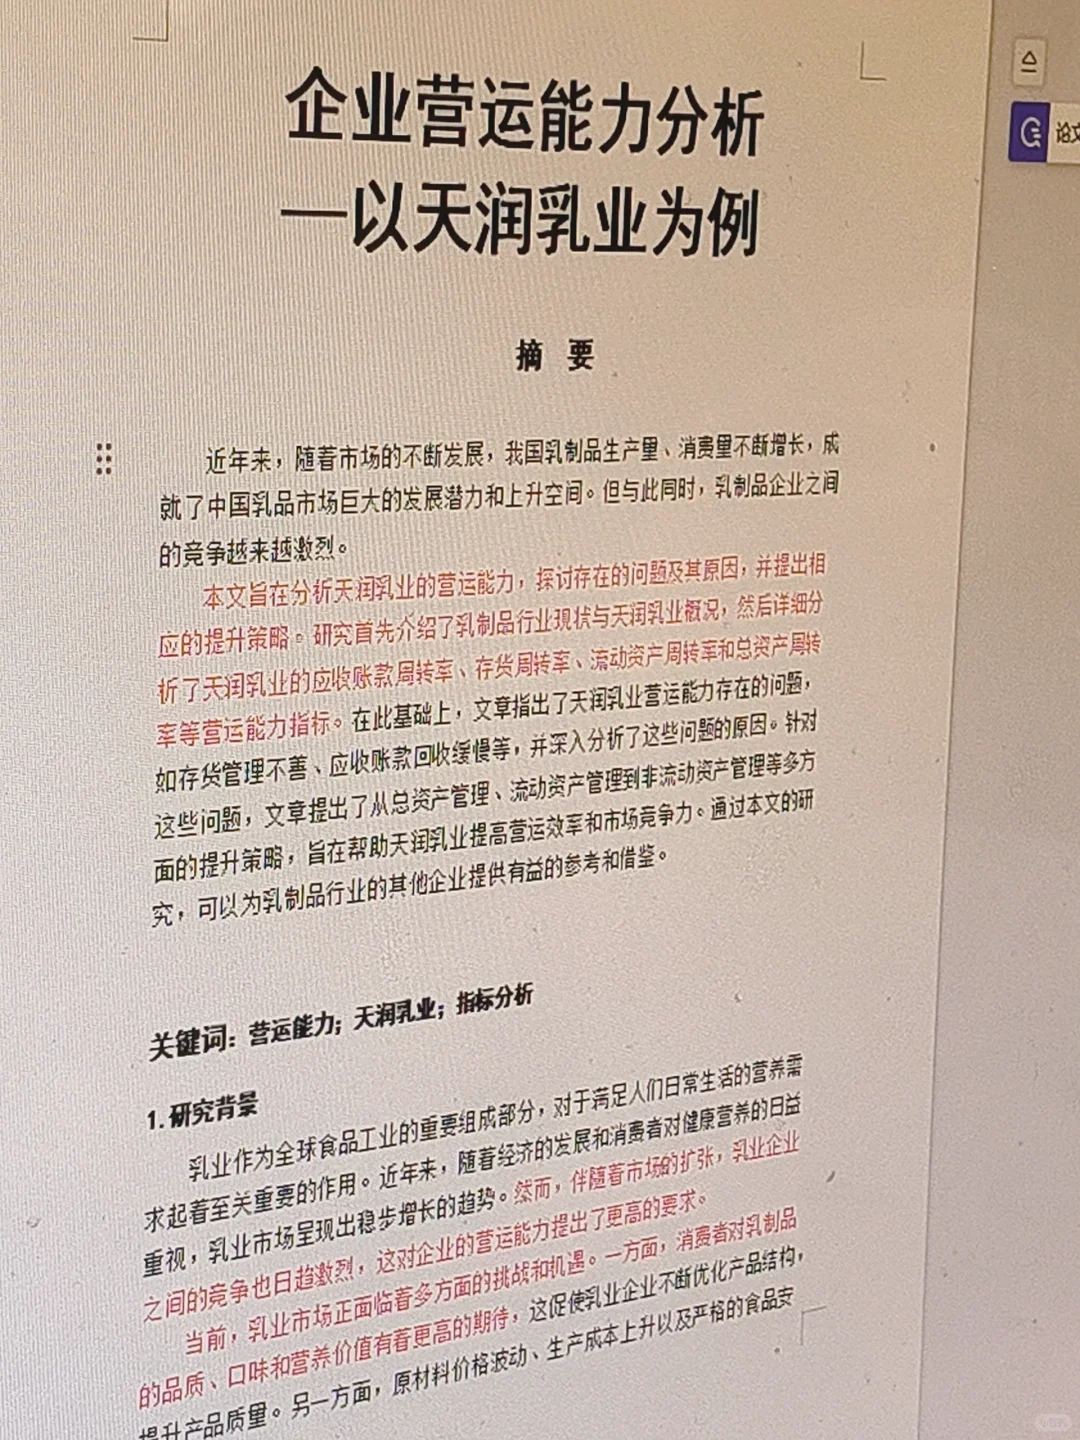 企业营运能力分析
—以天润乳业为例
论文
摘 要
近年来，随着市场的不断发展，我国乳制品生产量、消费量不断增长，成
就了中国乳品市场巨大的发展潜力和上升空间。但与此同时，乳制品企业之间
的竞争越来越激烈。
本文旨在分析天润乳业的营运能力，探讨存在的问题及其原因，并提出相
应的提升策略。研究首先介绍了乳制品行业现状与天润乳业概况，然后详细分
析了天润乳业的应收账款周转率、存货周转率、流动资产周转率和总资产周转
率等营运能力指标。在此基础上，文章指出了天润乳业营运能力存在的问题，
如存货管理不善、应收账款回收缓慢等，并深入分析了这些问题的原因。针对
这些问题，文章提出了从总资产管理、流动资产管理到非流动资产管理等多方
面的提升策略，旨在帮助天润乳业提高营运效率和市场竞争力。通过本文的研
究，可以为乳制品行业的其他企业提供有益的参考和借鉴。
关键词：营运能力；天润乳业；指标分析
1.研究背景
乳业作为全球食品工业的重要组成部分，对于满足人们日常生活的营养需
求起着至关重要的作用。近年来，随着经济的发展和消费者对健康营养的日益
重视，乳业市场呈现出稳步增长的趋势。然而，伴随着市场的扩张，乳业企业
之间的竞争也日趋激烈，这对企业的营运能力提出了更高的要求。
当前，乳业市场正面临着多方面的挑战和机遇。一方面，消费者对乳制品
的品质、口味和营养价值有着更高的期待，这促使乳业企业不断优化产品结构，
提升产品质量。另一方面，原材料价格波动、生产成本上升以及严格的食品安